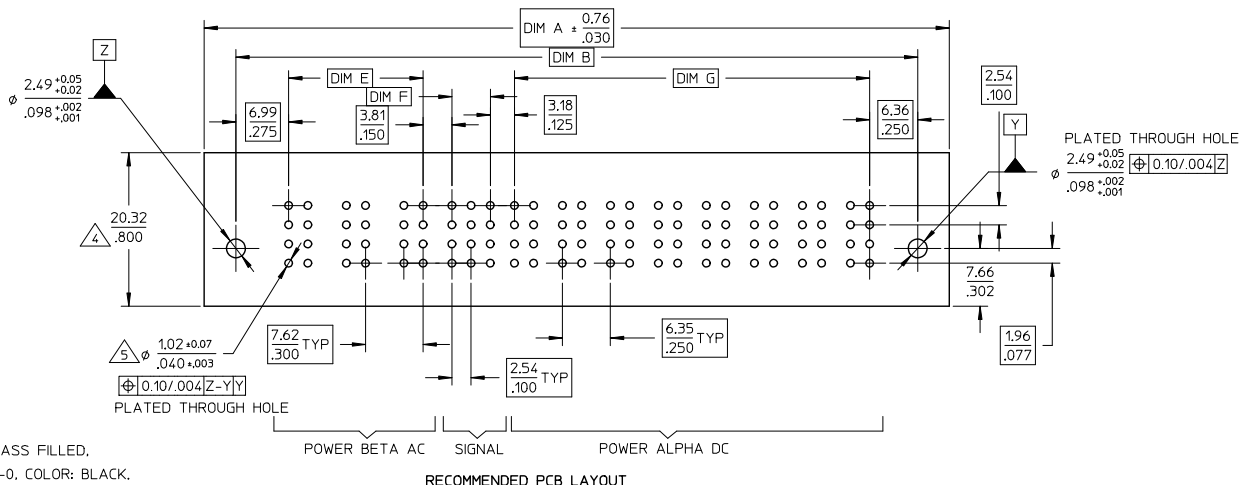 DIM A ± 0.76
.030
DIM B
Z
DIM E
DIM G
2.54
.100
ϕ 2.49 +0.05
+0.02
.098 +.002
+.001
DIM F
6.99
.275
3.81
.150
3.18
.125
6.36
.250
Y
PLATED THROUGH HOLE
ϕ 2.49 +0.05
+0.02
⌖ 0.10/.004 Z
.098 +.002
+.001
4
20.32
.800
7.66
.302
5 ϕ 1.02 ±0.07
.040 ±.003
7.62 TYP
.300
6.35 TYP
.250
1.96
.077
⌖ 0.10/.004 Z-Y Y
2.54 TYP
.100
PLATED THROUGH HOLE
POWER BETA AC SIGNAL POWER ALPHA DC
ASS FILLED,
-0, COLOR: BLACK.
RECOMMENDED PCB LAYOUT